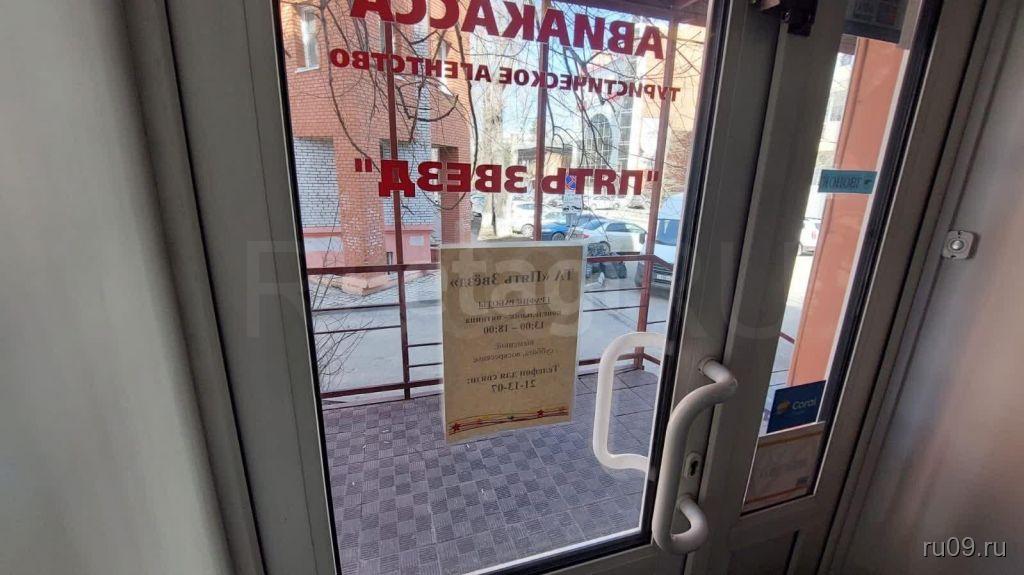 АВИАКАССА
ТУРИСТИЧЕСКОЕ АГЕНТСТВО
"ПЯТЬ ЗВЕЗД"
ТА «Пять Звёзд»
ГРАФИК РАБОТЫ
понедельник - пятница
13:00 – 18:00
выходной:
суббота, воскресенье
Телефон для связи:
21-13-07
Coral
ru09.ru